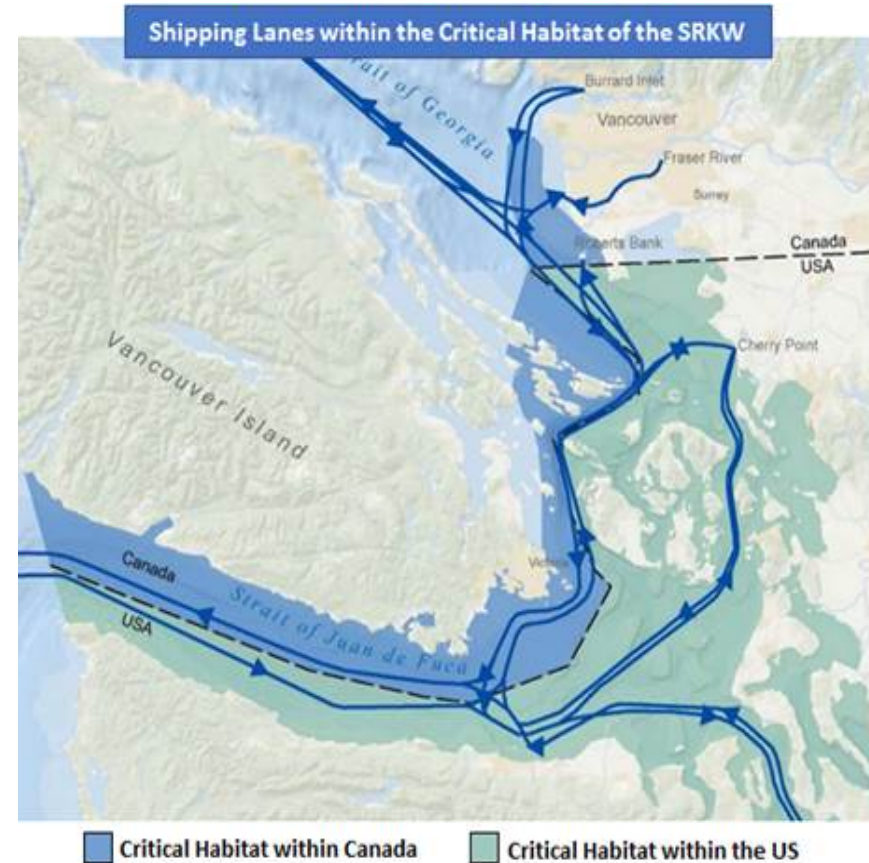 Shipping Lanes within the Critical Habitat of the SRKW
Strait of Georgia
Burrard Inlet
Vancouver
Fraser River
Surrey
Roberts Bank
Canada
USA
Cherry Point
Vancouver Island
Victoria
Canada
Strait of Juan de Fuca
USA
Critical Habitat within Canada
Critical Habitat within the US